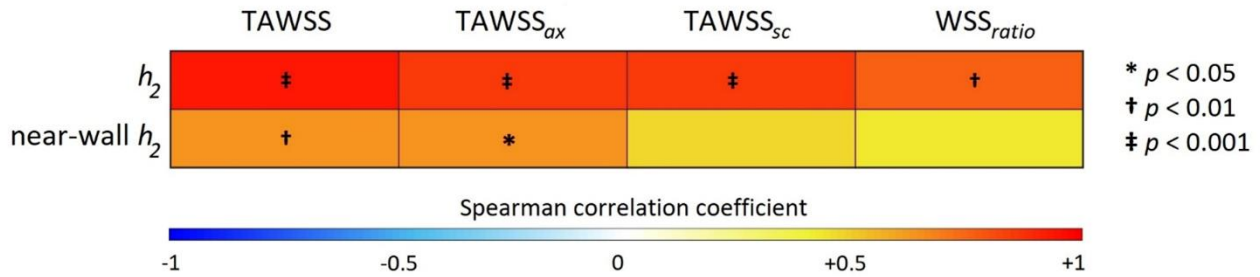 TAWSS TAWSSax TAWSSsc WSSratio
h2 ‡ ‡ ‡ † * p < 0.05
† p < 0.01
near-wall h2 † * ‡ p < 0.001
Spearman correlation coefficient
-1 -0.5 0 +0.5 +1